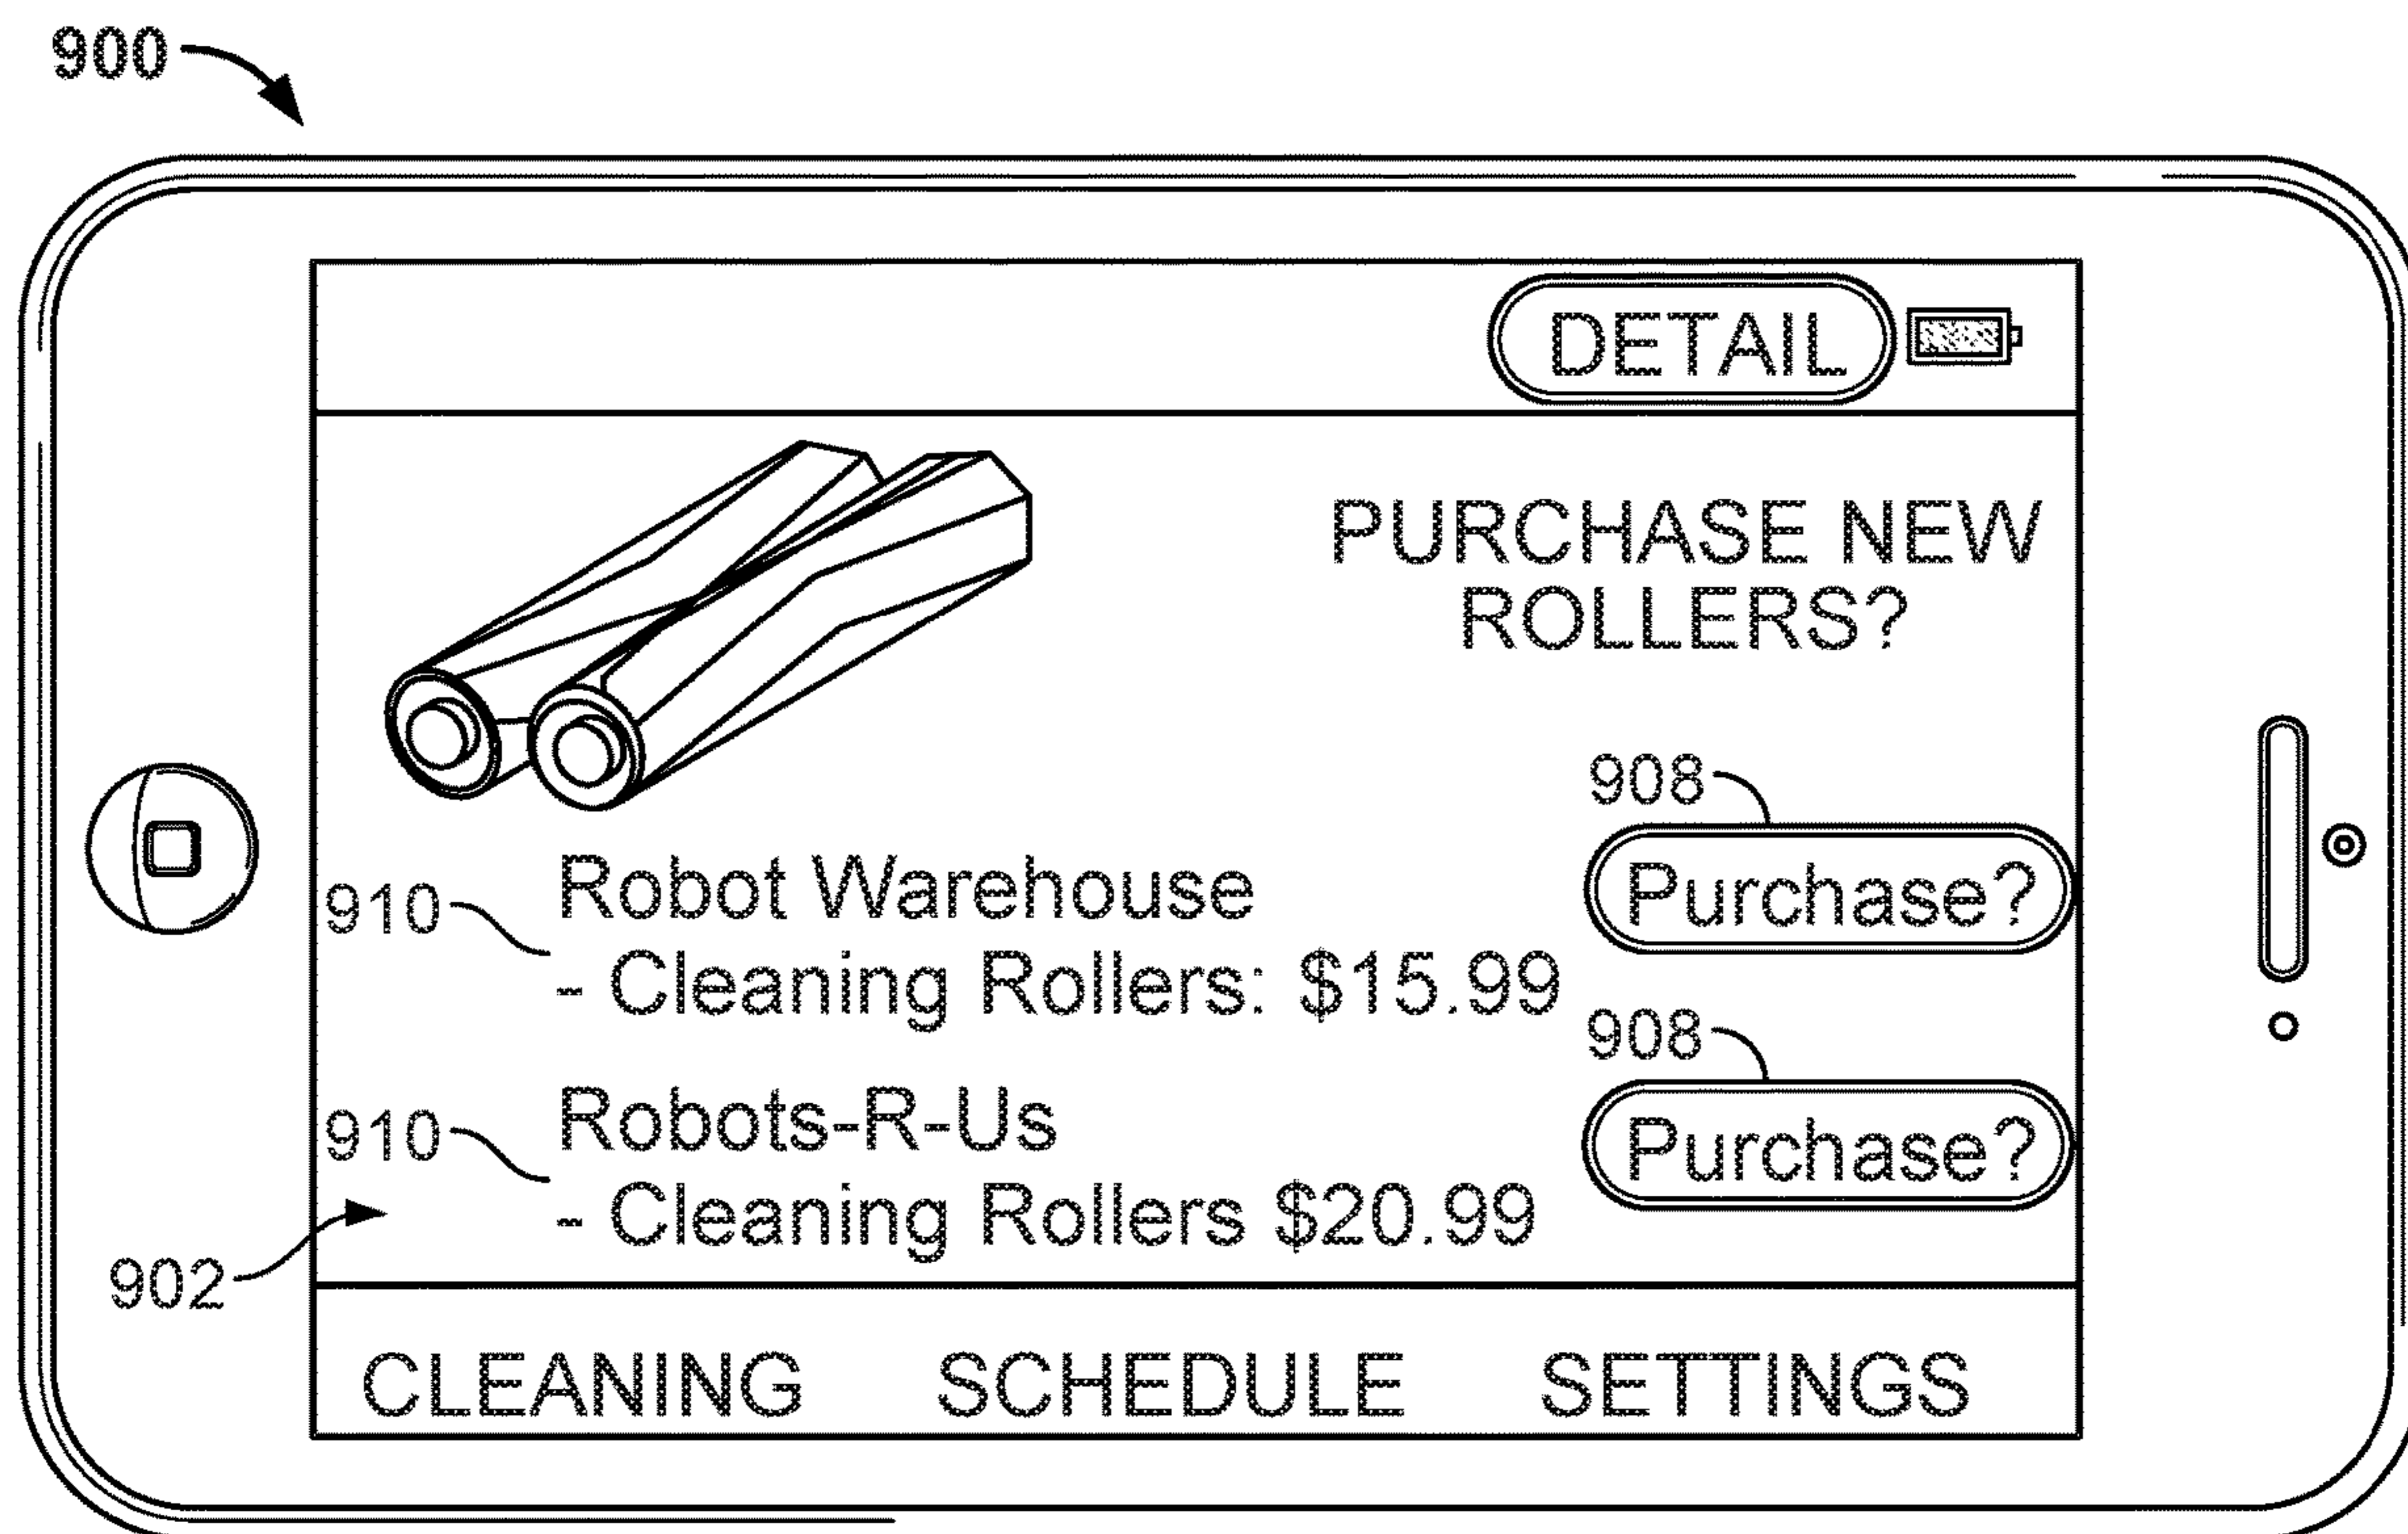 900
DETAIL
PURCHASE NEW
ROLLERS?
908
Robot Warehouse
Purchase?
910
- Cleaning Rollers: $15.99
908
Robots-R-Us
Purchase?
910
- Cleaning Rollers $20.99
902
CLEANING SCHEDULE SETTINGS